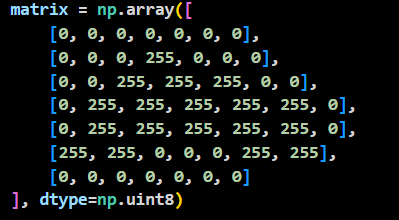 matrix = np.array([
    [0, 0, 0, 0, 0, 0, 0],
    [0, 0, 0, 255, 0, 0, 0],
    [0, 0, 255, 255, 255, 0, 0],
    [0, 255, 255, 255, 255, 255, 0],
    [0, 255, 255, 255, 255, 255, 0],
    [255, 255, 0, 0, 0, 255, 255],
    [0, 0, 0, 0, 0, 0, 0]
], dtype=np.uint8)